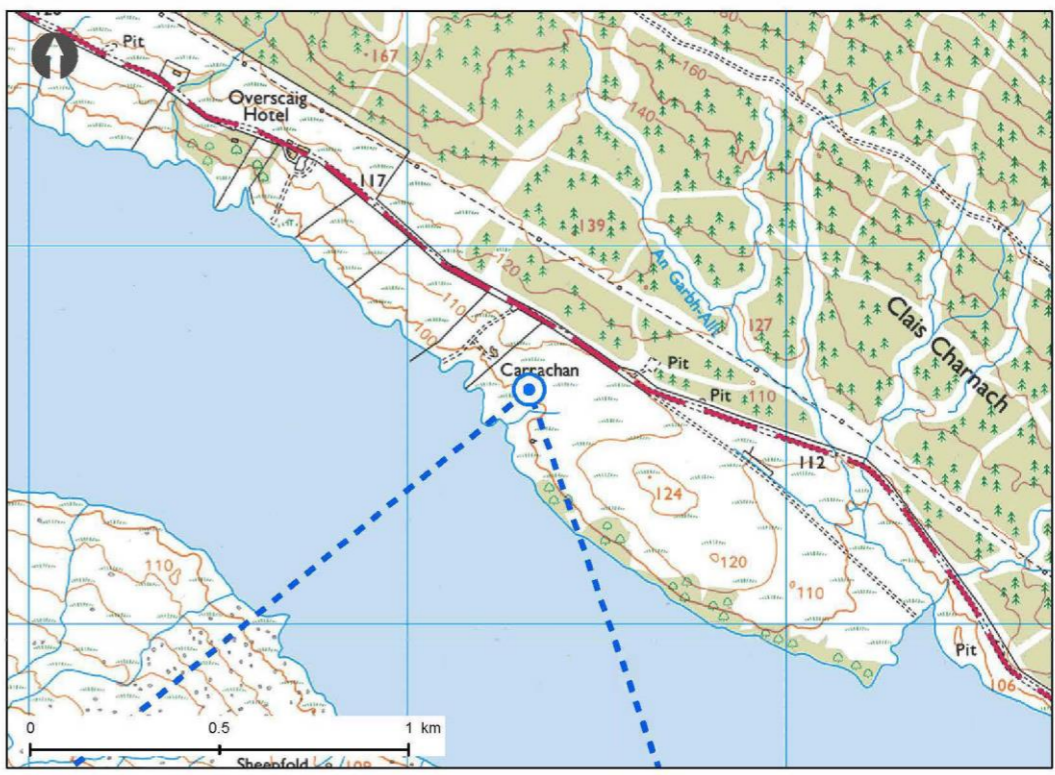 Pit
167
160
Overscaig
Hotel
140
117
139
120
An Garbh-Allt
110
127
Clais Charnach
100
Carrachan
Pit
Pit
110
112
124
120
110
110
Pit
106
0 0.5 1 km
Sheepfold